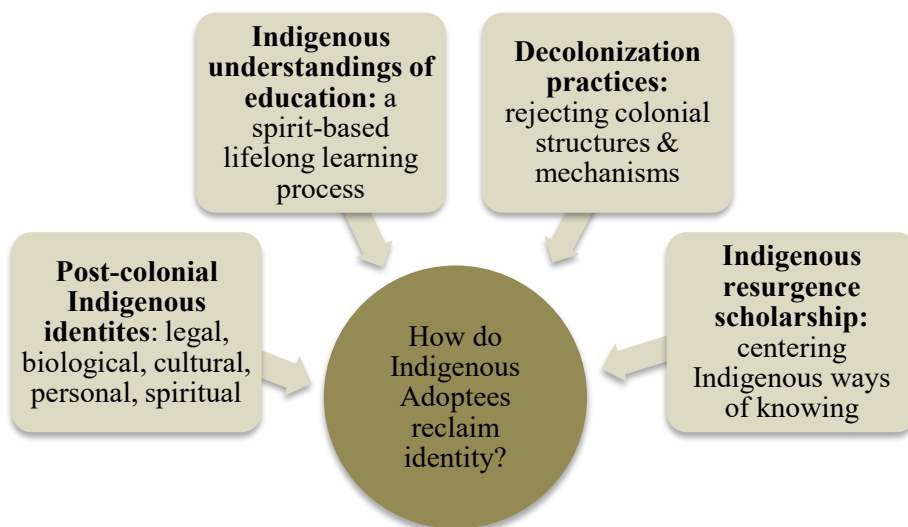 Indigenous
understandings of
education: a
spirit-based
lifelong learning
process
Decolonization
practices:
rejecting colonial
structures &
mechanisms
Post-colonial
Indigenous
identites: legal,
biological, cultural,
personal, spiritual
Indigenous
resurgence
scholarship:
centering
Indigenous ways
of knowing
How do
Indigenous
Adoptees
reclaim
identity?